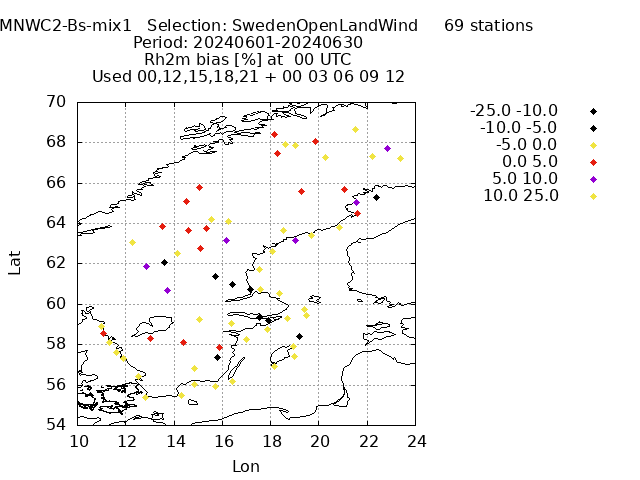 MNWC2-Bs-mix1 Selection: SwedenOpenLandWind 69 stations
Period: 20240601-20240630
Rh2m bias [%] at 00 UTC
Used 00,12,15,18,21 + 00 03 06 09 12
70
68
66
64
62
60
58
56
54
Lat
10 12 14 16 18 20 22 24
Lon
-25.0 -10.0
-10.0 -5.0
-5.0 0.0
0.0 5.0
5.0 10.0
10.0 25.0